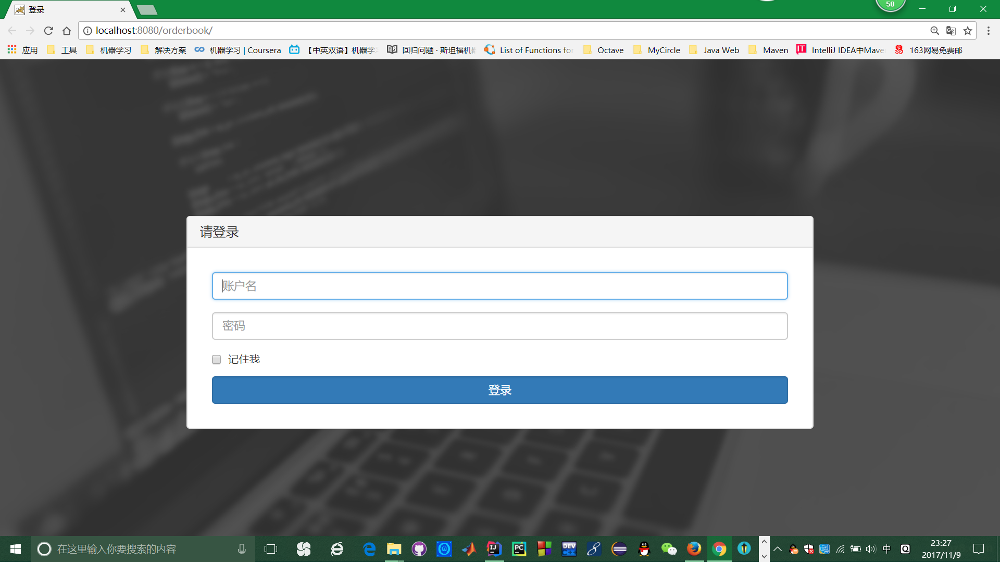 登录
50
localhost:8080/orderbook/
应用 工具 机器学习 解决方案 机器学习 | Coursera 【中英双语】机器学 回归问题 · 斯坦福机 List of Functions for Octave MyCircle Java Web Maven IntelliJ IDEA中Mave 163网易免费邮
请登录
账户名
密码
记住我
登录
在这里输入你要搜索的内容
PC
DEV
C++
中
23:27
2017/11/9